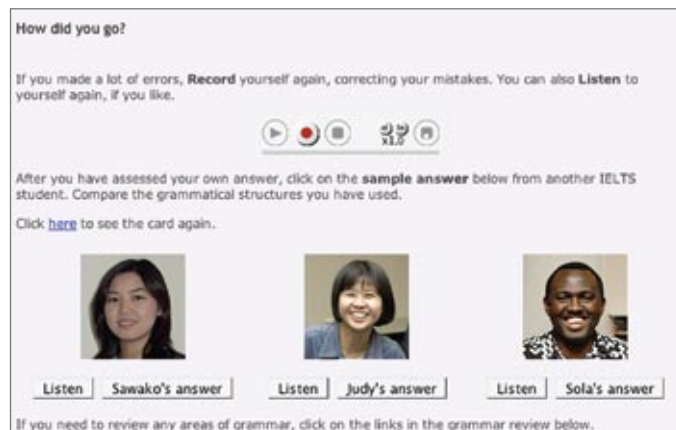 How did you go?
If you made a lot of errors, Record yourself again, correcting your mistakes. You can also Listen to
yourself again, if you like.
x1.0
After you have assessed your own answer, click on the sample answer below from another IELTS
student. Compare the grammatical structures you have used.
Click here to see the card again.
Listen Sawako's answer Listen Judy's answer Listen Sola's answer
If you need to review any areas of grammar, click on the links in the grammar review below.